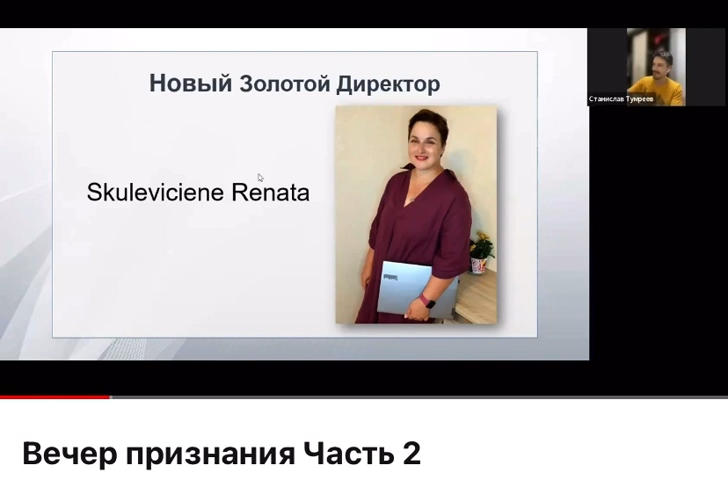 Новый Золотой Директор
Станислав Тумреев
Skuleviciene Renata
Вечер признания Часть 2